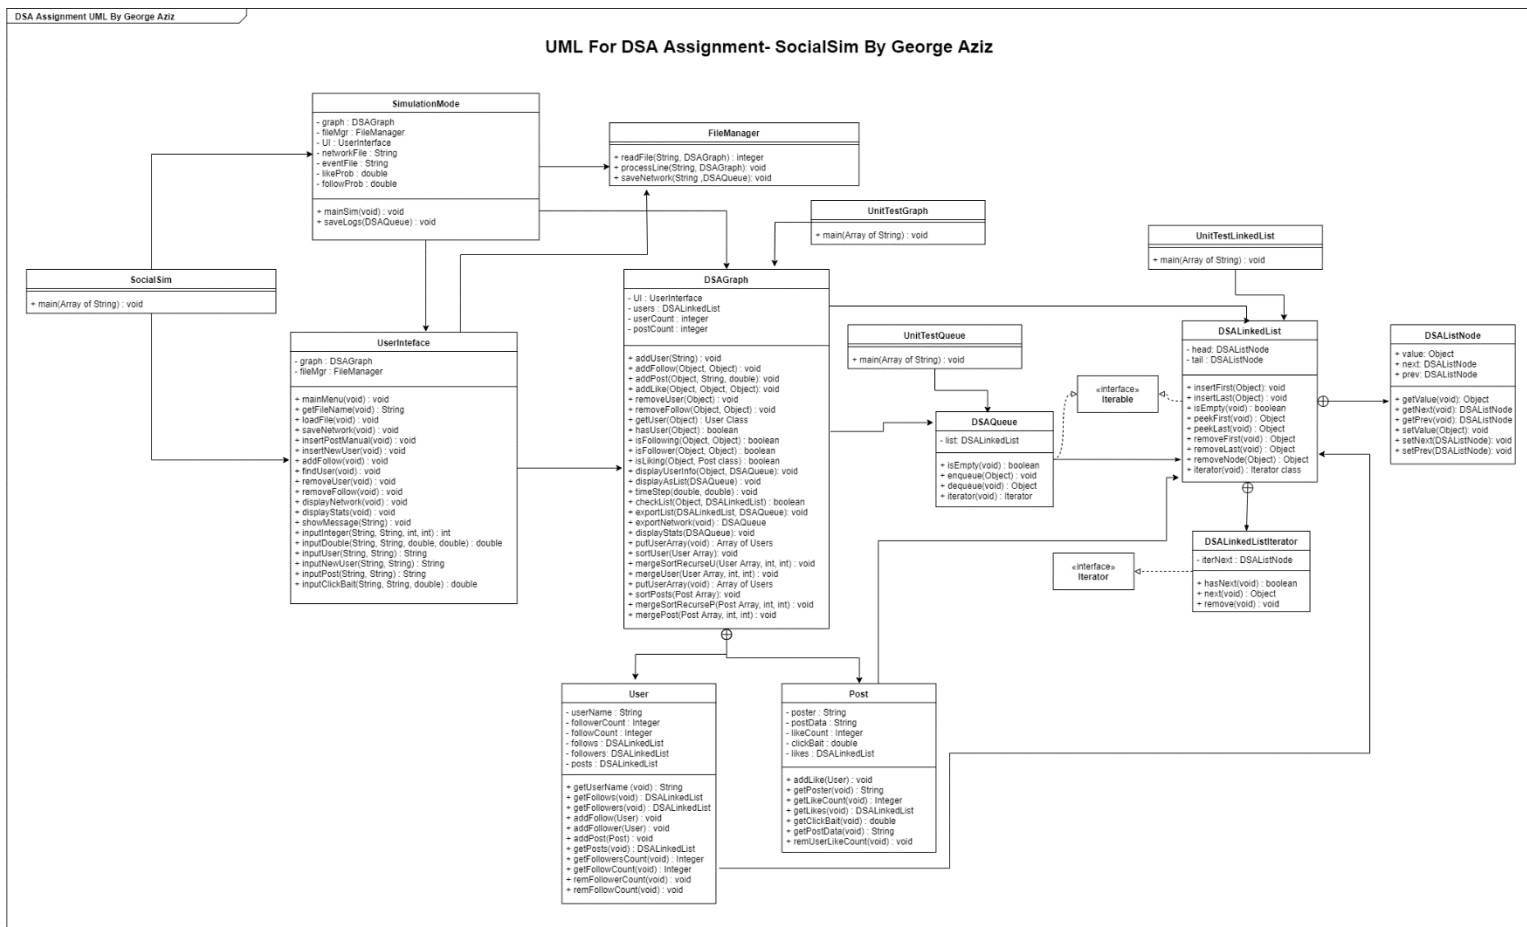 DSA Assignment UML By George Aziz
UML For DSA Assignment- SocialSim By George Aziz
SimulationMode
- graph : DSAGraph
- fileMgr : FileManager
- UI : UserInterface
- networkFile : String
- eventFile : String
- likeProb : double
- followProb : double
+ mainSim(void) : void
+ saveLogs(DSAQueue) : void
FileManager
+ readFile(String, DSAGraph) : integer
+ processLine(String, DSAGraph): void
+ saveNetwork(String ,DSAQueue): void
UnitTestGraph
+ main(Array of String) : void
UnitTestLinkedList
+ main(Array of String) : void
SocialSim
+ main(Array of String) : void
UserInteface
- graph : DSAGraph
- fileMgr : FileManager
+ mainMenu(void) : void
+ getFileName(void) : String
+ loadFile(void) : void
+ saveNetwork(void) : void
+ insertPostManual(void) : void
+ insertNewUser(void) : void
+ addFollow(void) : void
+ findUser(void) : void
+ removeUser(void) : void
+ removeFollow(void) : void
+ displayNetwork(void) : void
+ displayStats(void) : void
+ showMessage(String) : void
+ inputInteger(String, String, int, int) : int
+ inputDouble(String, String, double, double) : double
+ inputUser(String, String) : String
+ inputNewUser(String, String) : String
+ inputPost(String, String) : String
+ inputClickBait(String, String, double) : double
DSAGraph
- UI : UserInterface
- users : DSALinkedList
- userCount : integer
- postCount : integer
+ addUser(String) : void
+ addFollow(Object, Object) : void
+ addPost(Object, String, double): void
+ addLike(Object, Object, Object) : void
+ removeUser(Object) : void
+ removeFollow(Object, Object) : void
+ getUser(Object) : User Class
+ hasUser(Object) : boolean
+ isFollowing(Object, Object) : boolean
+ isFollower(Object, Object) : boolean
+ isLiking(Object, Post class) : boolean
+ displayUserInfo(Object, DSAQueue) : void
+ displayAsList(DSAQueue) : void
+ timeStep(double, double) : void
+ checkList(Object, DSALinkedList) : boolean
+ exportList(DSALinkedList, DSAQueue) : void
+ exportNetwork(void) : DSAQueue
+ displayStats(DSAQueue) : void
+ putUserArray(void) : Array of Users
+ sortUser(User Array): void
+ mergeSortRecurseU(User Array, int, int) : void
+ mergeUser(User Array, int, int) : void
+ putUserArray(void) : Array of Users
+ sortPosts(Post Array) : void
+ mergeSortRecurseP(Post Array, int, int) : void
+ mergePost(Post Array, int, int) : void
UnitTestQueue
+ main(Array of String) : void
DSAQueue
- list: DSALinkedList
+ isEmpty(void) : boolean
+ enqueue(Object) : void
+ dequeue(void) : Object
+ iterator(void) : Iterator
«interface»
Iterable
DSALinkedList
- head: DSAListNode
- tail : DSAListNode
+ insertFirst(Object): void
+ insertLast(Object) : void
+ isEmpty(void) : boolean
+ peekFirst(void) : Object
+ peekLast(void) : Object
+ removeFirst(void) : Object
+ removeLast(void) : Object
+ removeNode(Object) : Object
+ iterator(void) : Iterator class
DSAListNode
+ value: Object
+ next: DSAListNode
+ prev: DSAListNode
+ getValue(void): Object
+ getNext(void): DSAListNode
+ getPrev(void): DSAListNode
+ setValue(Object): void
+ setNext(DSAListNode): void
+ setPrev(DSAListNode): void
«interface»
Iterator
DSALinkedListIterator
- iterNext : DSAListNode
+ hasNext(void) : boolean
+ next(void) : Object
+ remove(void) : void
User
- userName : String
- followerCount : Integer
- followCount : Integer
- follows : DSALinkedList
- followers: DSALinkedList
- posts : DSALinkedList
+ getUserName (void) : String
+ getFollows(void) : DSALinkedList
+ getFollowers(void) : DSALinkedList
+ addFollow(User) : void
+ addFollower(User) : void
+ addPost(Post) : void
+ getPosts(void) : DSALinkedList
+ getFollowersCount(void) : Integer
+ getFollowCount(void) : Integer
+ remFollowerCount(void) : void
+ remFollowCount(void) : void
Post
- poster : String
- postData : String
- likeCount : Integer
- clickBait : double
- likes : DSALinkedList
+ addLike(User) : void
+ getPoster(void) : String
+ getLikeCount(void) : Integer
+ getLikes(void) : DSALinkedList
+ getClickBait(void) : double
+ getPostData(void) : String
+ remUserLikeCount(void) : void